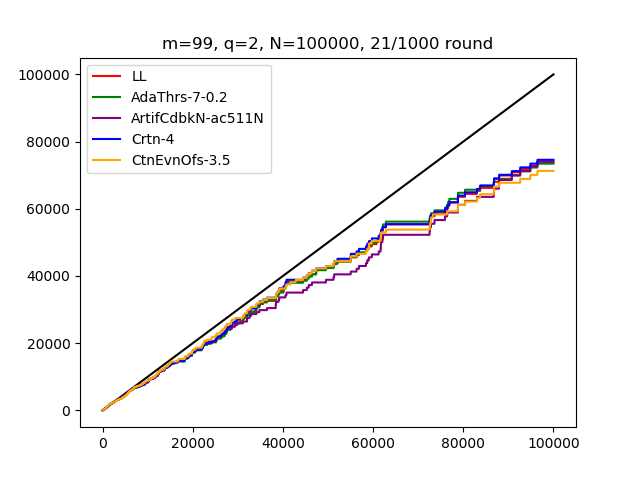 m=99, q=2, N=100000, 21/1000 round
LL
AdaThrs-7-0.2
ArtifCdbkN-ac511N
Crtn-4
CtnEvnOfs-3.5
100000
80000
60000
40000
20000
0
0 20000 40000 60000 80000 100000